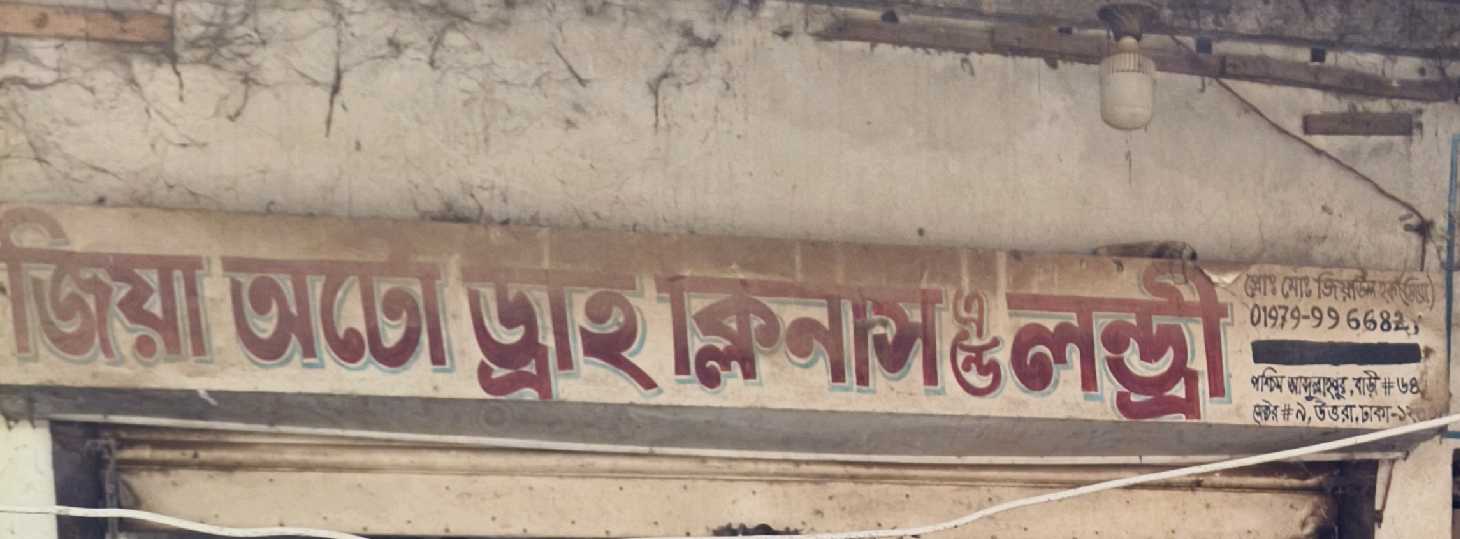 জিয়া অটো ড্রাই ক্লিনার্স এন্ড লন্ড্রী
প্রোঃ মোঃ জিয়াউল হক (জিয়া)
01979-99 6682
পশ্চিম আব্দুল্লাহপুর, বাড়ী # ৬৪
সেক্টর # ৯, উত্তরা, ঢাকা-